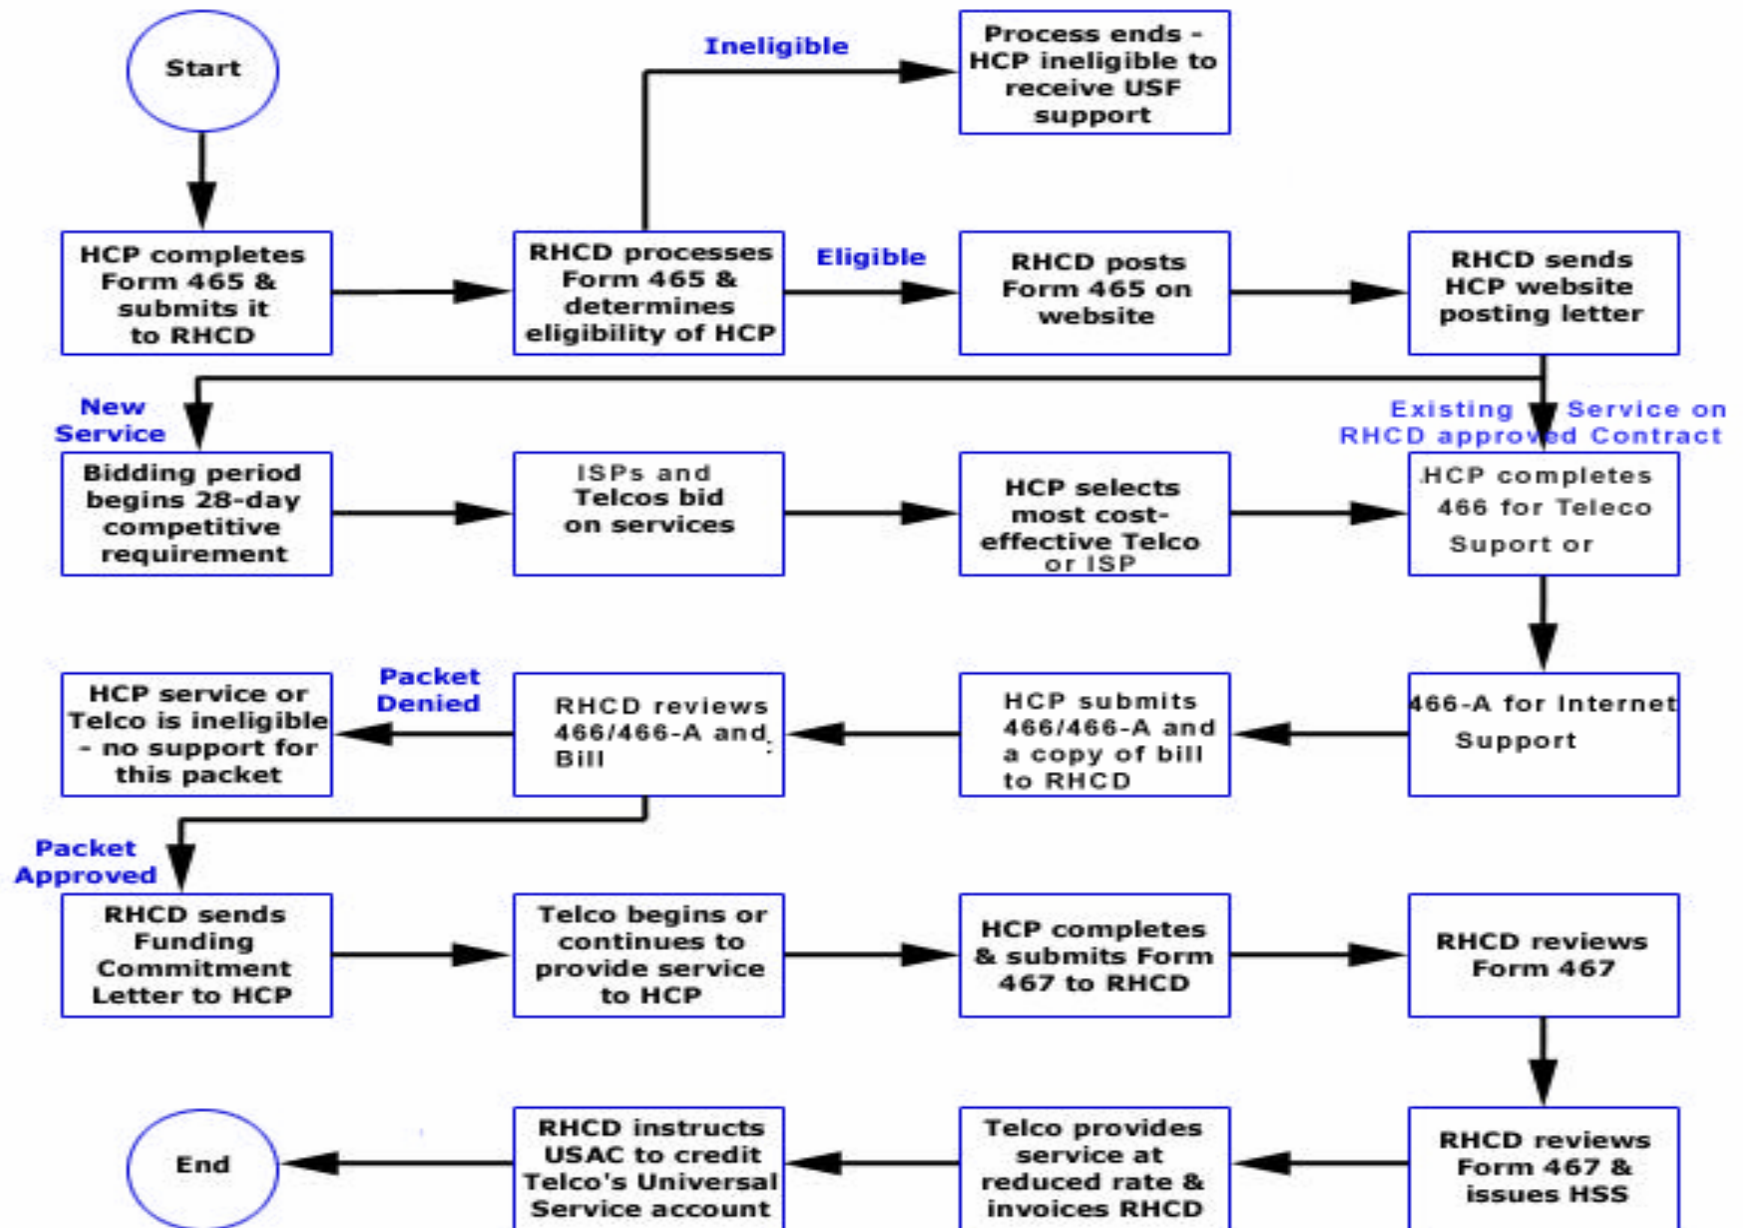 Start
Ineligible
Process ends -
HCP ineligible to
receive USF
support
HCP completes
Form 465 &
submits it
to RHCD
RHCD processes
Form 465 &
determines
eligibility of HCP
Eligible
RHCD posts
Form 465 on
website
RHCD sends
HCP website
posting letter
New
Service
Existing Service on
RHCD approved Contract
Bidding period
begins 28-day
competitive
requirement
ISPs and
Telcos bid
on services
HCP selects
most cost-
effective Telco
or ISP
.HCP completes
466 for Teleco
Suport or
HCP service or
Telco is ineligible
- no support for
this packet
Packet
Denied
RHCD reviews
466/466-A and;
Bill
HCP submits
466/466-A and
a copy of bill
to RHCD
466-A for Internet
Support
Packet
Approved
RHCD sends
Funding
Commitment
Letter to HCP
Telco begins or
continues to
provide service
to HCP
HCP completes
& submits Form
467 to RHCD
RHCD reviews
Form 467
End
RHCD instructs
USAC to credit
Telco's Universal
Service account
Telco provides
service at
reduced rate &
invoices RHCD
RHCD reviews
Form 467 &
issues HSS